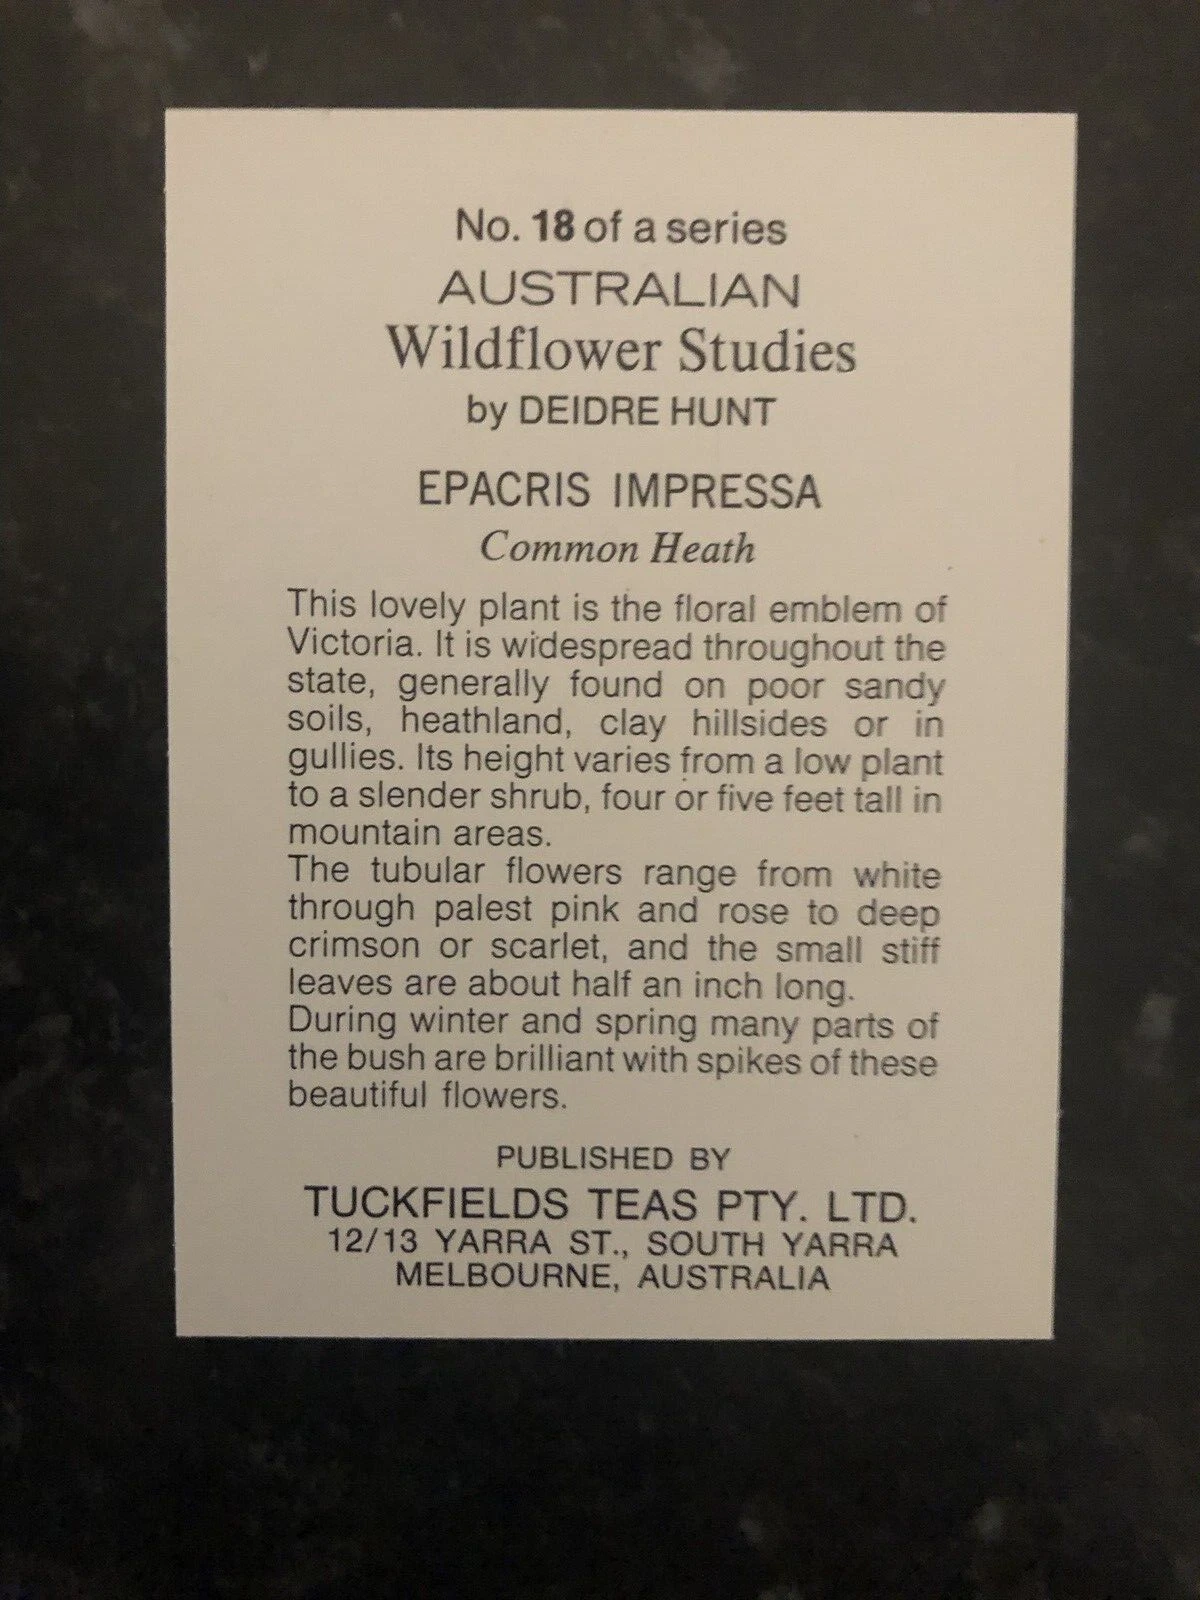 No. 18 of a series
AUSTRALIAN
Wildflower Studies
by DEIDRE HUNT
EPACRIS IMPRESSA
Common Heath
This lovely plant is the floral emblem of
Victoria. It is widespread throughout the
state, generally found on poor sandy
soils, heathland, clay hillsides or in
gullies. Its height varies from a low plant
to a slender shrub, four or five feet tall in
mountain areas.
The tubular flowers range from white
through palest pink and rose to deep
crimson or scarlet, and the small stiff
leaves are about half an inch long.
During winter and spring many parts of
the bush are brilliant with spikes of these
beautiful flowers.
PUBLISHED BY
TUCKFIELDS TEAS PTY. LTD.
12/13 YARRA ST., SOUTH YARRA
MELBOURNE, AUSTRALIA